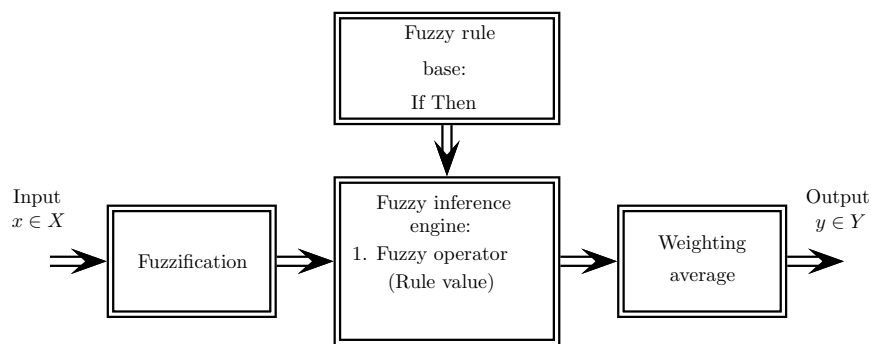 Fuzzy rule
base:
If Then
Input
x ∈ X
Fuzzification
Fuzzy inference
engine:
1. Fuzzy operator
(Rule value)
Weighting
average
Output
y ∈ Y